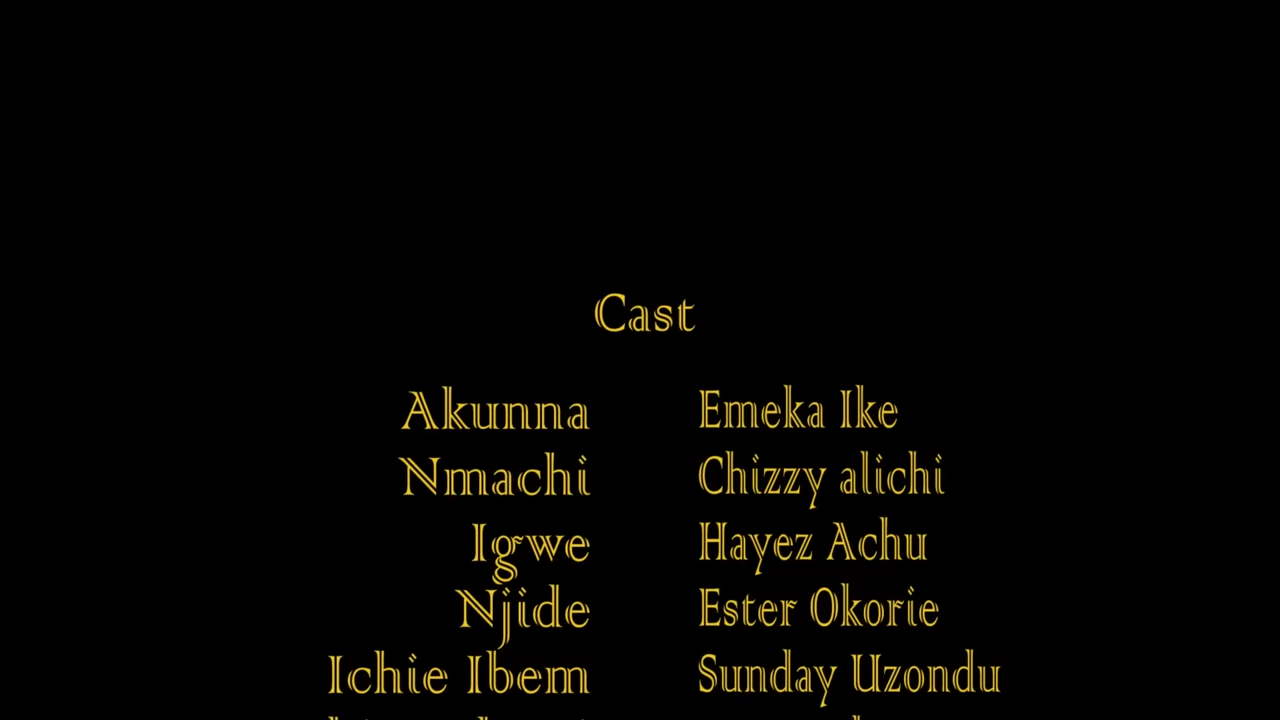 Cast
Akunna Emeka Ike
Nmachi Chizzy alichi
Igwe Hayez Achu
Njide Ester Okorie
Ichie Ibem Sunday Uzondu